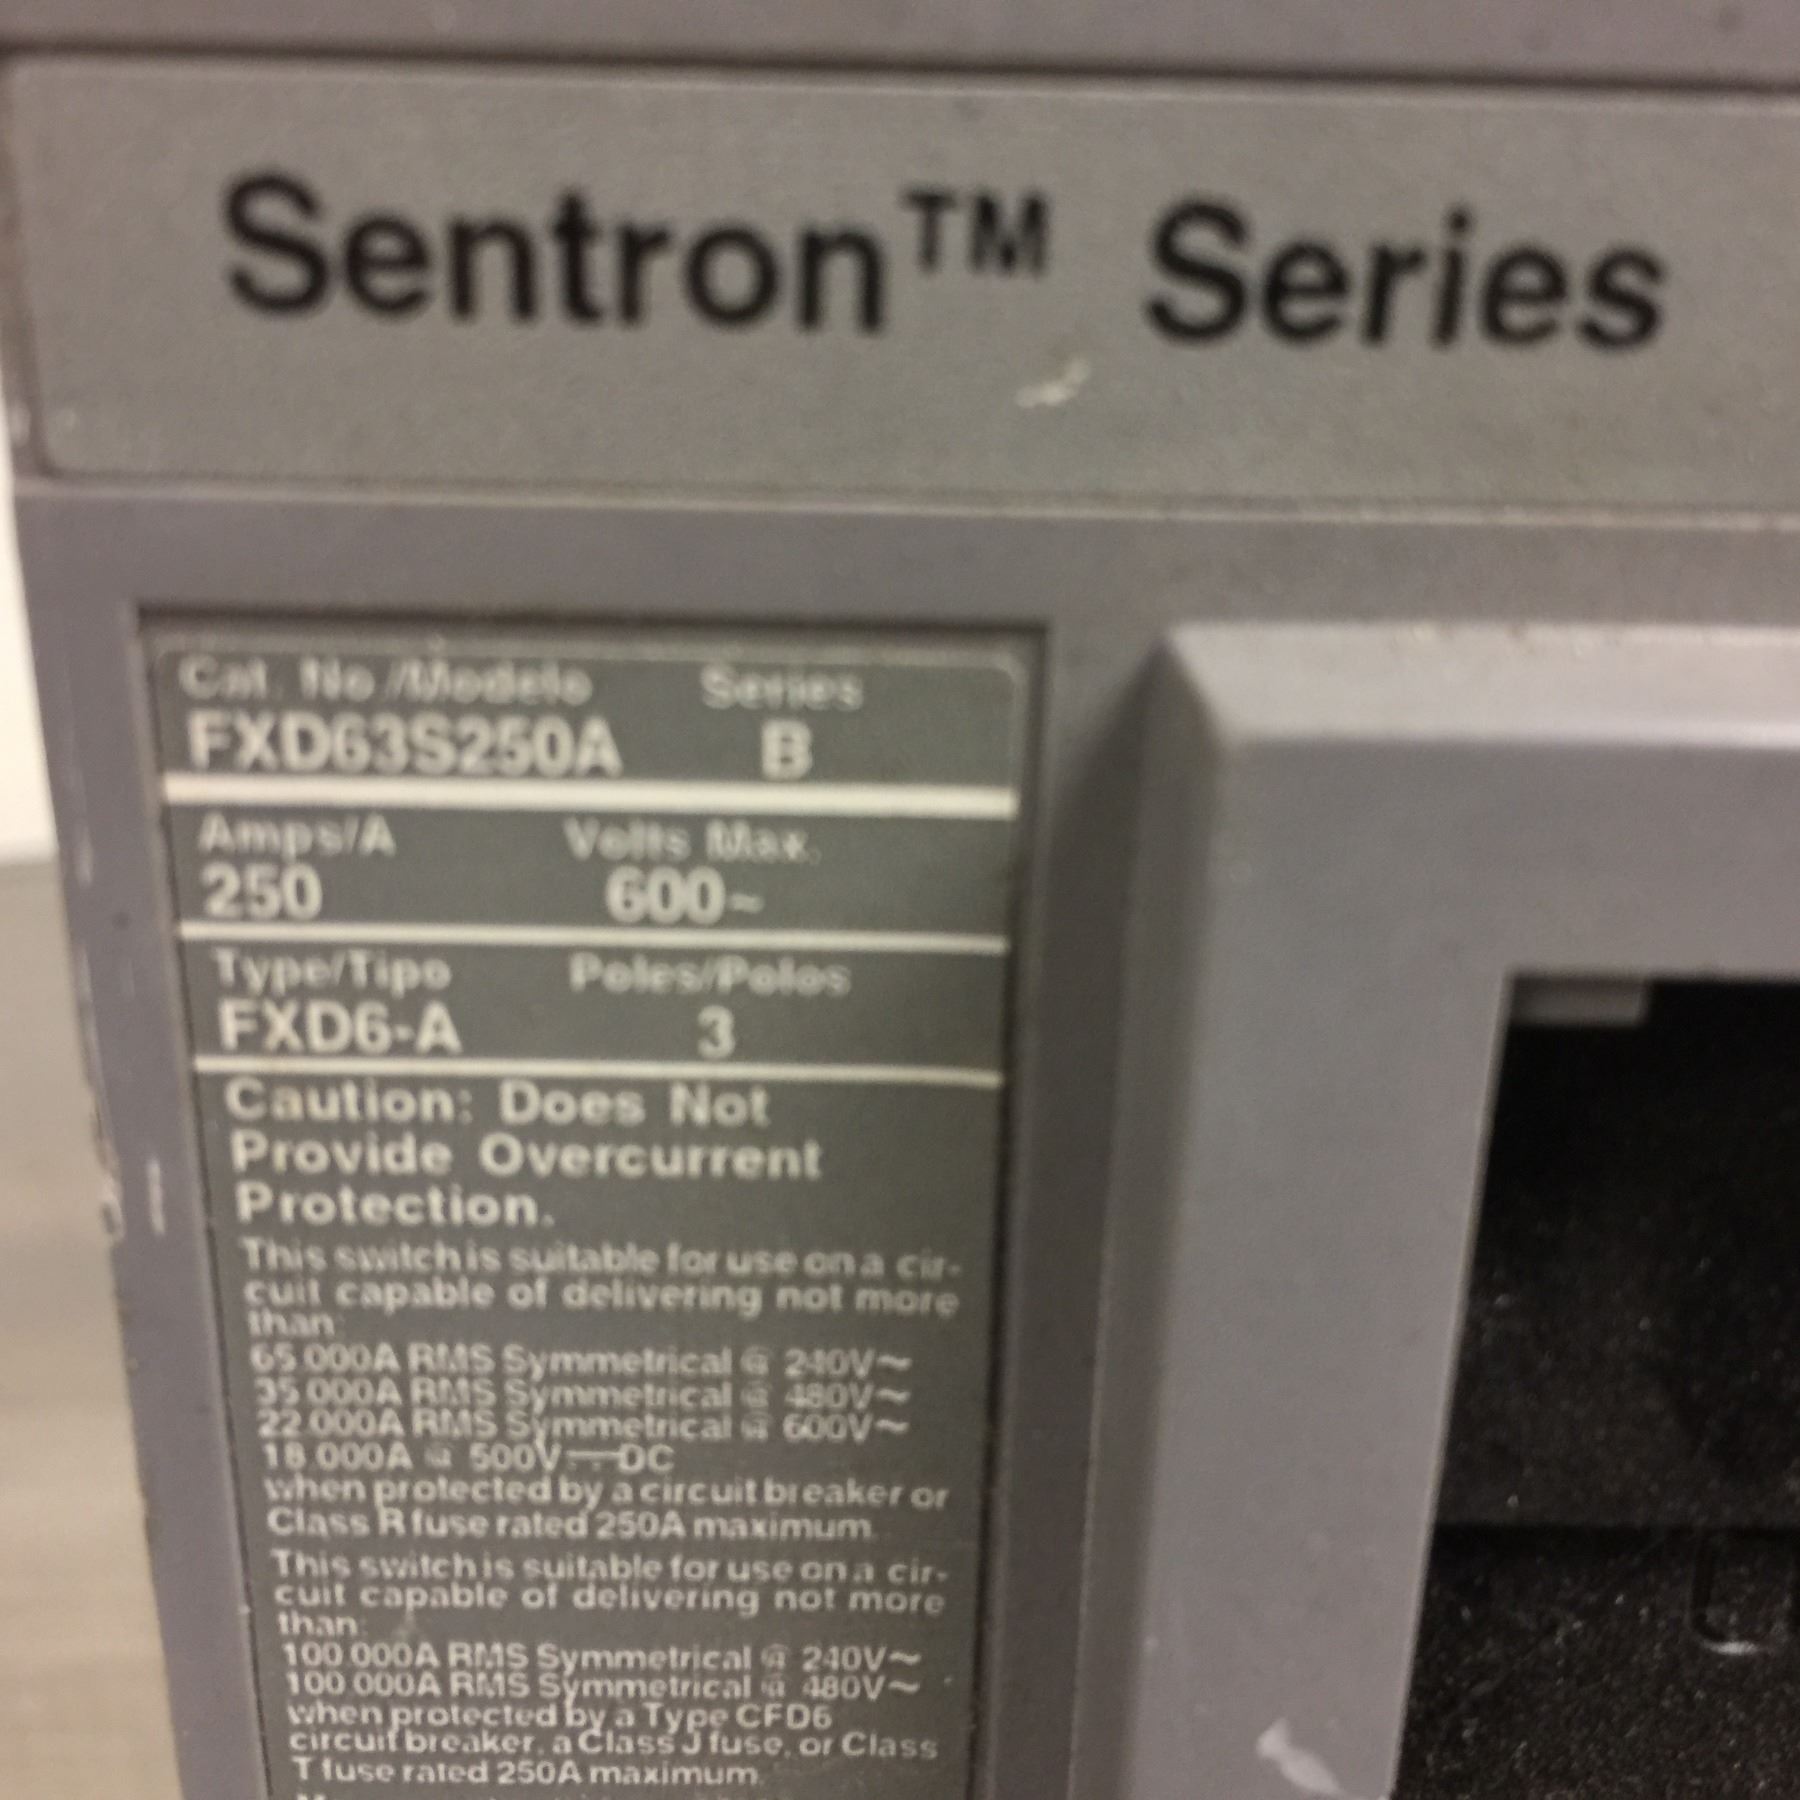 Sentron™ Series
Cat. No./Modelo Series
FXD63S250A B
Amps/A Volts Max.
250 600~
Type/Tipo Poles/Polos
FXD6-A 3
Caution: Does Not
Provide Overcurrent
Protection.
This switch is suitable for use on a cir-
cuit capable of delivering not more
than:
65,000A RMS Symmetrical @ 240V~
35,000A RMS Symmetrical @ 480V~
22,000A RMS Symmetrical @ 600V~
18,000A @ 500V⎓DC
when protected by a circuit breaker or
Class R fuse rated 250A maximum.
This switch is suitable for use on a cir-
cuit capable of delivering not more
than:
100,000A RMS Symmetrical @ 240V~
100,000A RMS Symmetrical @ 480V~
when protected by a Type CFD6
circuit breaker, a Class J fuse, or Class
T fuse rated 250A maximum.